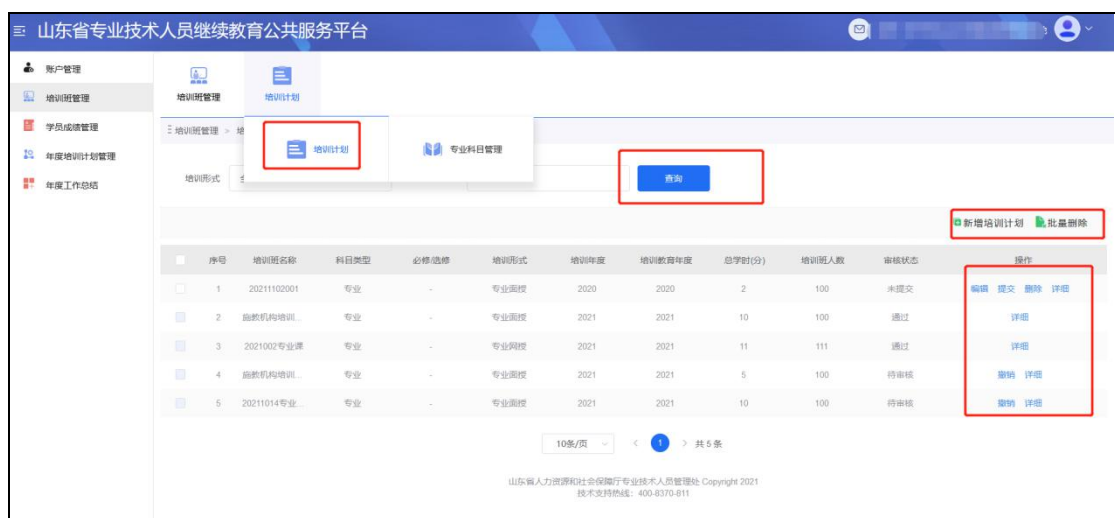 山东省专业技术人员继续教育公共服务平台
账户管理
培训班管理
学员成绩管理
年度培训计划管理
年度工作总结
培训班管理 培训计划
培训班管理 >
培训计划 专业科目管理
培训形式 查询
新增培训计划 批量删除
序号 培训班名称 科目类型 必修/选修 培训形式 培训年度 培训教育年度 总学时(分) 培训班人数 审核状态 操作
1 20211102001 专业 - 专业面授 2020 2020 2 100 未提交 编辑 提交 删除 详细
2 施教机构培训... 专业 - 专业面授 2021 2021 10 100 通过 详细
3 2021002专业课 专业 - 专业网授 2021 2021 11 111 通过 详细
4 施教机构培训... 专业 - 专业面授 2021 2021 5 100 待审核 撤销 详细
5 20211014专业... 专业 - 专业面授 2021 2021 10 100 待审核 撤销 详细
10条/页 < 1 > 共 5 条
山东省人力资源和社会保障厅专业技术人员管理处 Copyright 2021
技术支持热线：400-8370-811